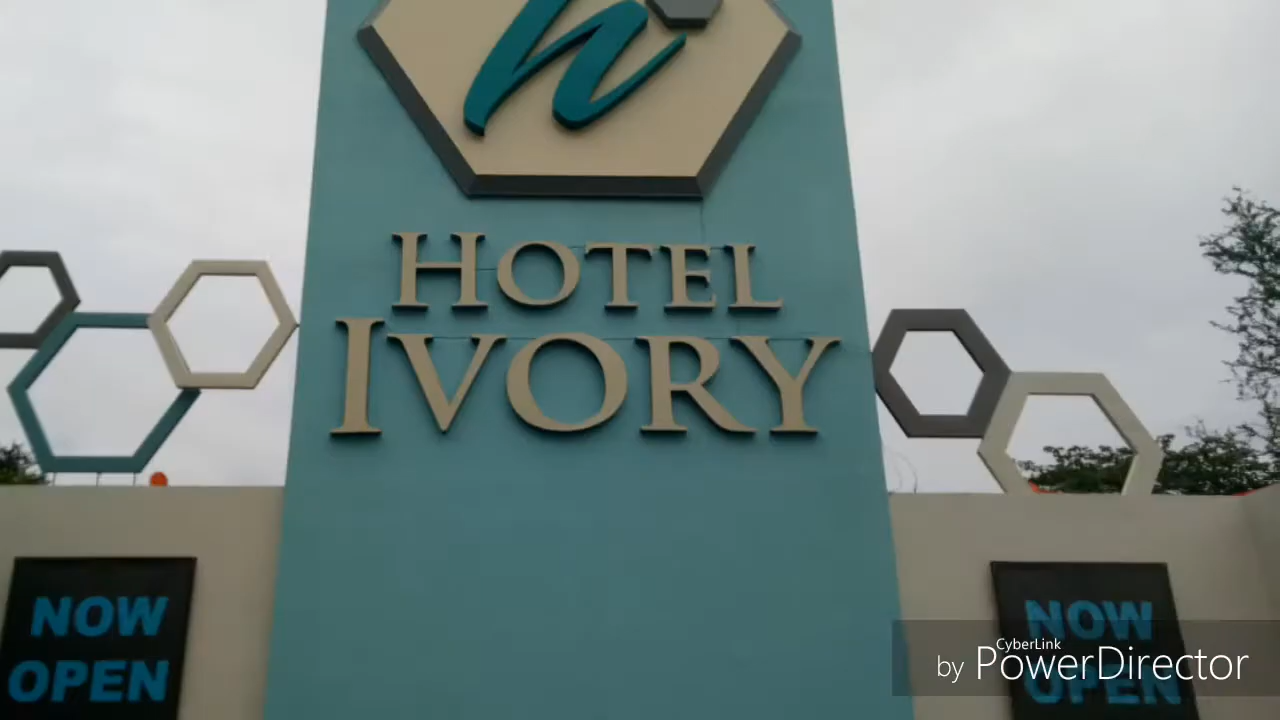 h
HOTEL
IVORY
NOW
OPEN
NOW
OPEN
CyberLink
by PowerDirector